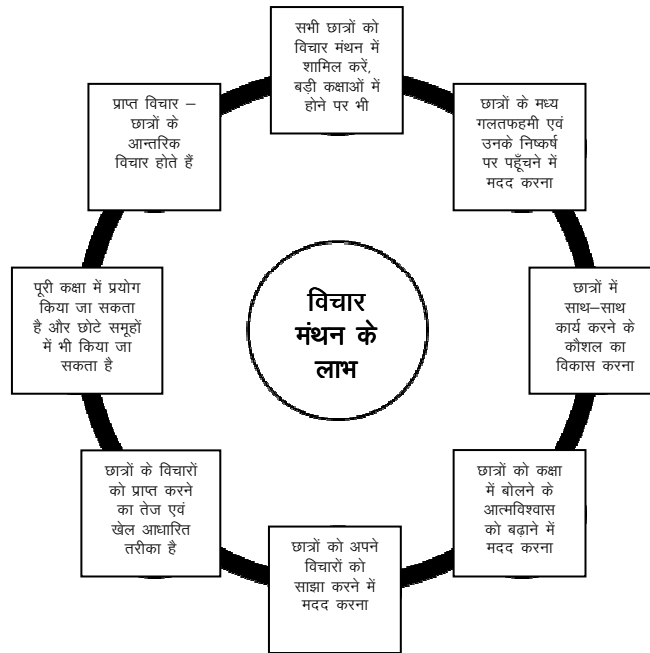 सभी छात्रों को
विचार मंथन में
शामिल करें,
बड़ी कक्षाओं में
होने पर भी
छात्रों के मध्य
गलतफहमी एवं
उनके निष्कर्ष
पर पहूँचने में
मदद करना
छात्रों में
साथ–साथ
कार्य करने के
कौशल का
विकास करना
छात्रों को कक्षा
में बोलने के
आत्मविश्वास
को बढ़ाने में
मदद करना
छात्रों को अपने
विचारों को
साझा करने में
मदद करना
छात्रों के विचारों
को प्राप्त करने
का तेज एवं
खेल आधारित
तरीका है
पूरी कक्षा में प्रयोग
किया जा सकता
है और छोटे समूहों
में भी किया जा
सकता है
प्राप्त विचार –
छात्रों के
आन्तरिक
विचार होते हैं
विचार
मंथन के
लाभ